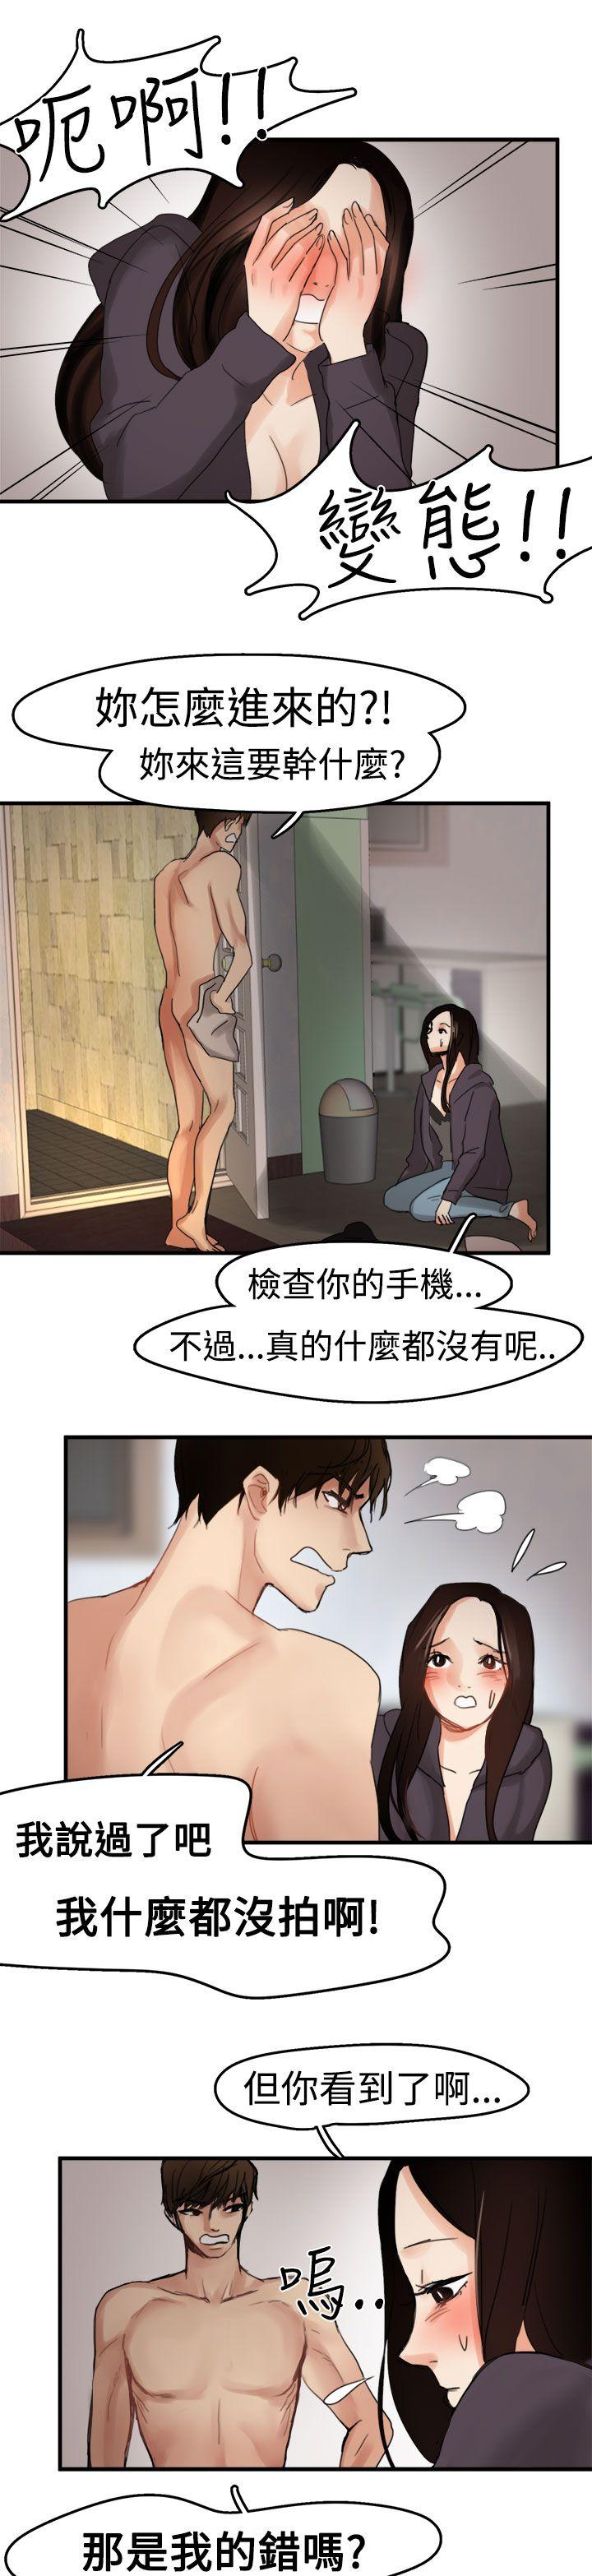 呃啊!!
變態!!
妳怎麼進來的?!
妳來這要幹什麼?
檢查你的手機...
不過...真的什麼都沒有呢..
我說過了吧
我什麼都沒拍啊!
但你看到了啊...
嗚..
那是我的錯嗎?